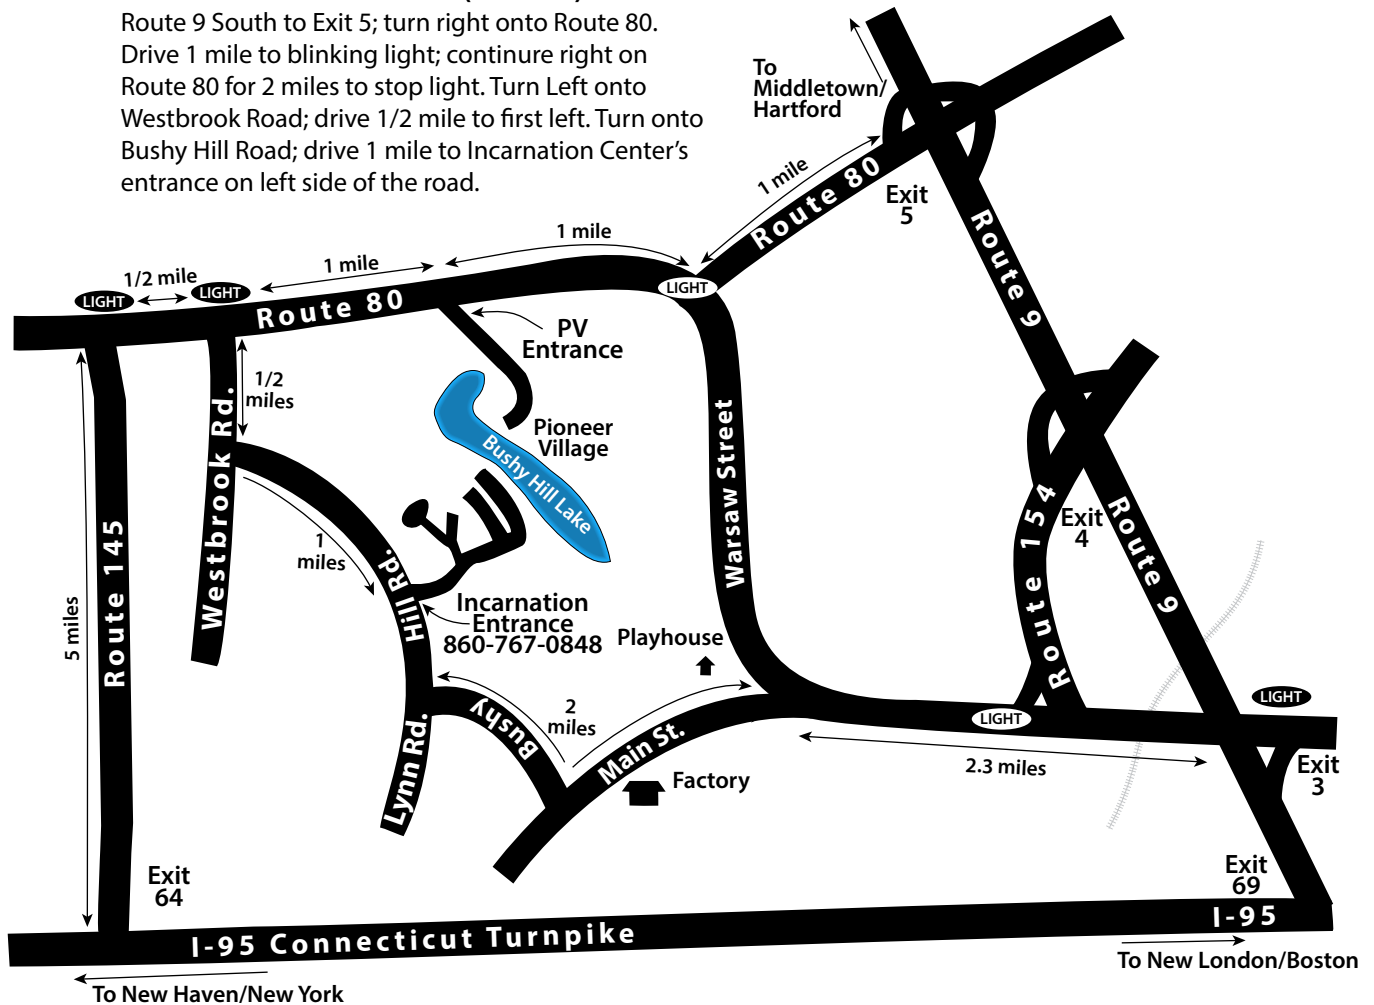 Route 9 South to Exit 5; turn right onto Route 80.
Drive 1 mile to blinking light; continure right on
Route 80 for 2 miles to stop light. Turn Left onto
Westbrook Road; drive 1/2 mile to first left. Turn onto
Bushy Hill Road; drive 1 mile to Incarnation Center's
entrance on left side of the road.
To
Middletown/
Hartford
1 mile
Route 80
Exit
5
Route 9
1 mile
1 mile
1/2 mile
LIGHT
LIGHT
LIGHT
Route 80
PV
Entrance
1/2
miles
Westbrook Rd.
Pioneer
Village
Bushy Hill Lake
Warsaw Street
Route 154
Exit
4
Route 9
1
miles
Hill Rd.
Incarnation
Entrance
860-767-0848
Playhouse
5 miles
Route 145
2
miles
Bushy
Lynn Rd.
Main St.
Factory
LIGHT
LIGHT
2.3 miles
Exit
3
Exit
64
Exit
69
I-95 Connecticut Turnpike
I-95
To New London/Boston
To New Haven/New York